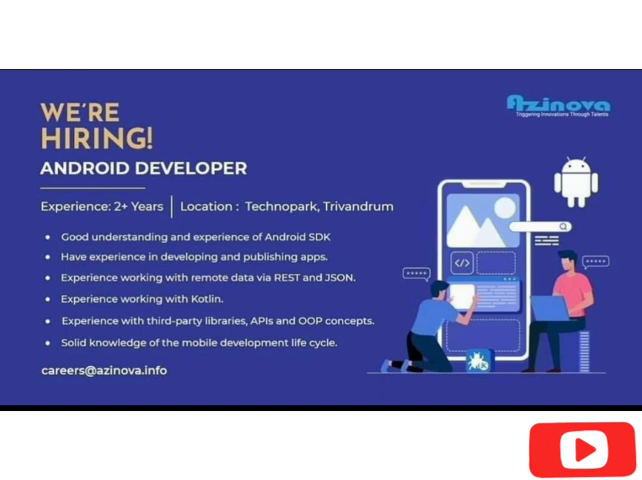 WE'RE
HIRING!
ANDROID DEVELOPER
Experience: 2+ Years | Location : Technopark, Trivandrum
• Good understanding and experience of Android SDK
• Have experience in developing and publishing apps.
• Experience working with remote data via REST and JSON.
• Experience working with Kotlin.
• Experience with third-party libraries, APIs and OOP concepts.
• Solid knowledge of the mobile development life cycle.
careers@azinova.info
Azinova
Triggering Innovations Through Talents